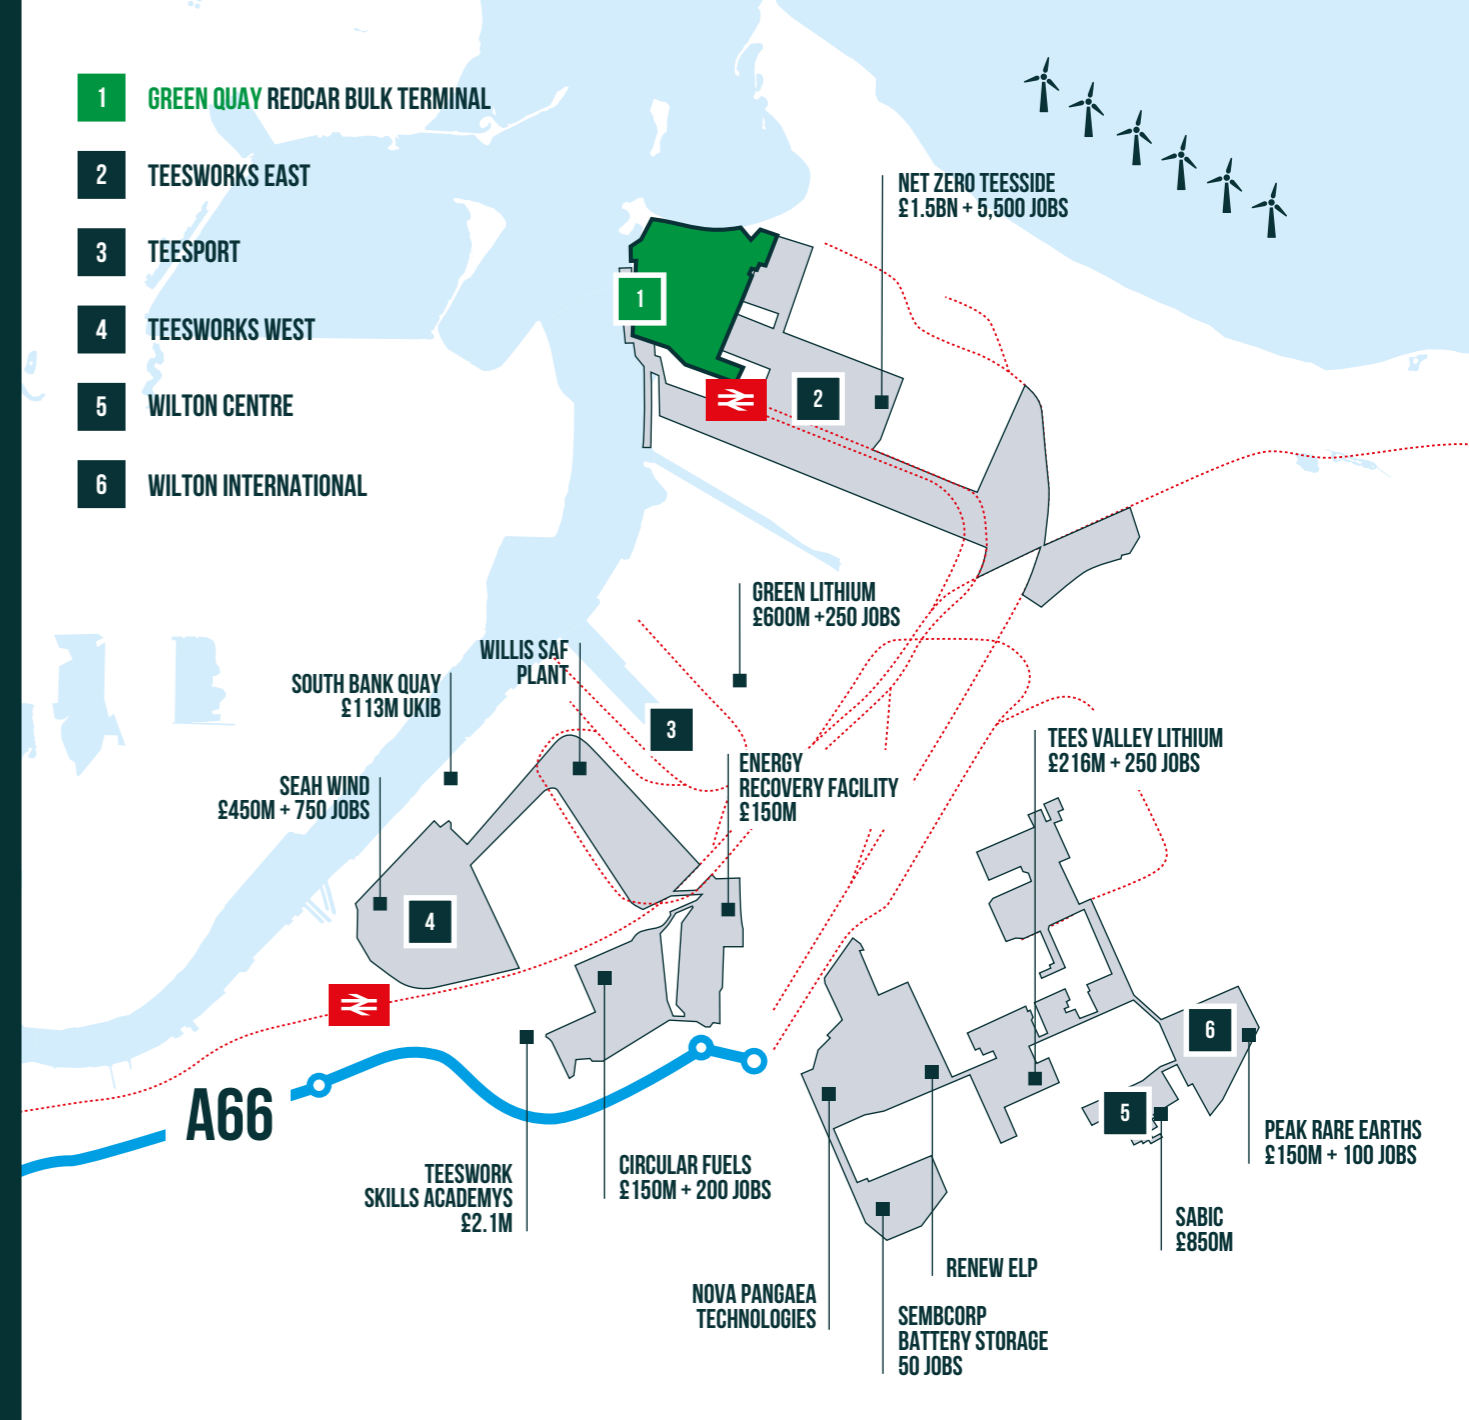 1 GREEN QUAY REDCAR BULK TERMINAL
2 TEESWORKS EAST
3 TEESPORT
4 TEESWORKS WEST
5 WILTON CENTRE
6 WILTON INTERNATIONAL
NET ZERO TEESSIDE
£1.5BN + 5,500 JOBS
1
2
GREEN LITHIUM
£600M +250 JOBS
WILLIS SAF
PLANT
SOUTH BANK QUAY
£113M UKIB
3
SEAH WIND
£450M + 750 JOBS
ENERGY
RECOVERY FACILITY
£150M
TEES VALLEY LITHIUM
£216M + 250 JOBS
4
6
5
A66
TEESWORK
SKILLS ACADEMYS
£2.1M
CIRCULAR FUELS
£150M + 200 JOBS
PEAK RARE EARTHS
£150M + 100 JOBS
SABIC
£850M
RENEW ELP
NOVA PANGAEA
TECHNOLOGIES
SEMBCORP
BATTERY STORAGE
50 JOBS